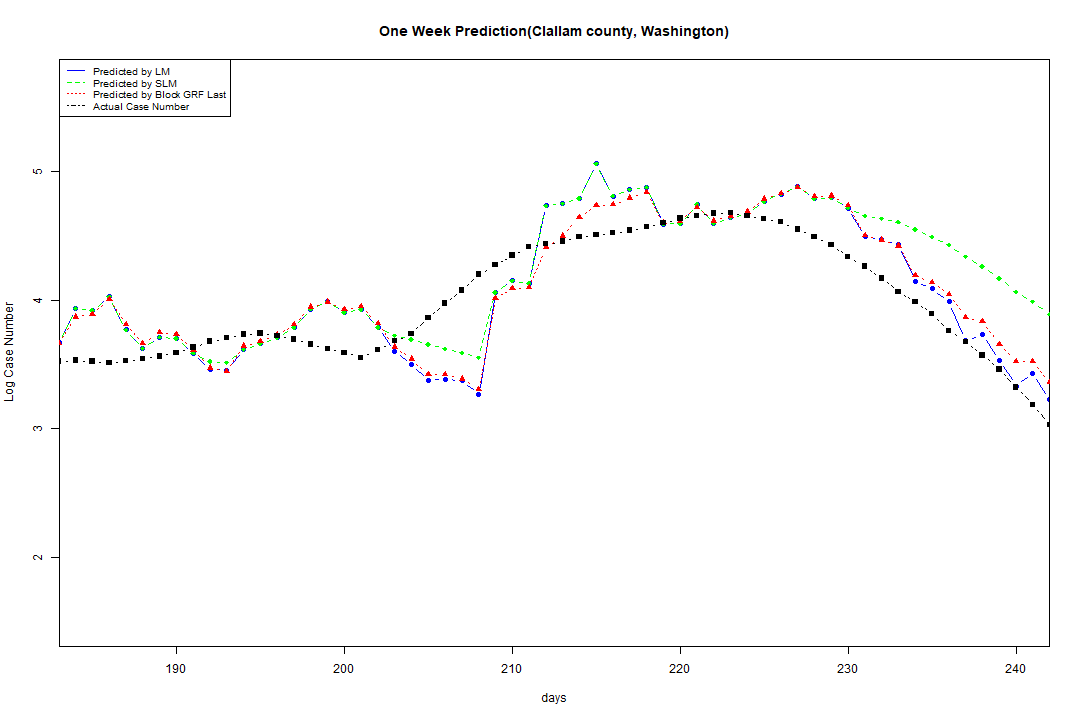 One Week Prediction(Clallam county, Washington)
Predicted by LM
Predicted by SLM
Predicted by Block GRF Last
Actual Case Number
5
4
3
2
Log Case Number
190 200 210 220 230 240
days